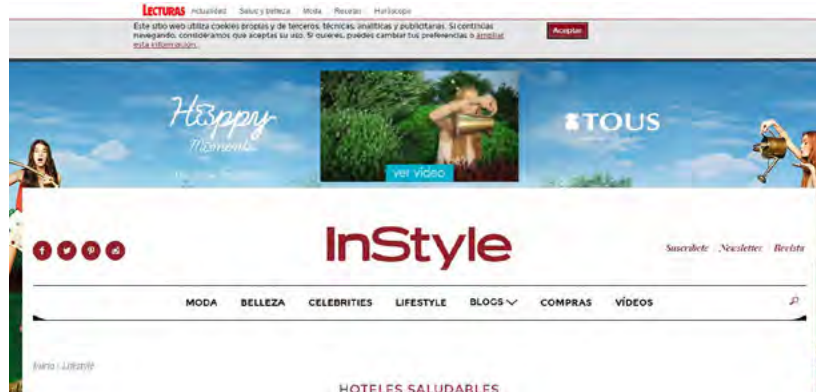 LECTURAS Actualidad Salud y belleza Moda Recetas Horóscopo
Este sitio web utiliza cookies propias y de terceros, técnicas, analíticas y publicitarias. Si continúas
navegando, consideramos que aceptas su uso. Si quieres, puedes cambiar tus preferencias o ampliar
esta información.
Aceptar
Happy
Moments
TOUS
ver vídeo
InStyle
Suscríbete Newsletter Revista
MODA BELLEZA CELEBRITIES LIFESTYLE BLOGS COMPRAS VÍDEOS
Inicio / Lifestyle
HOTELES SALUDABLES